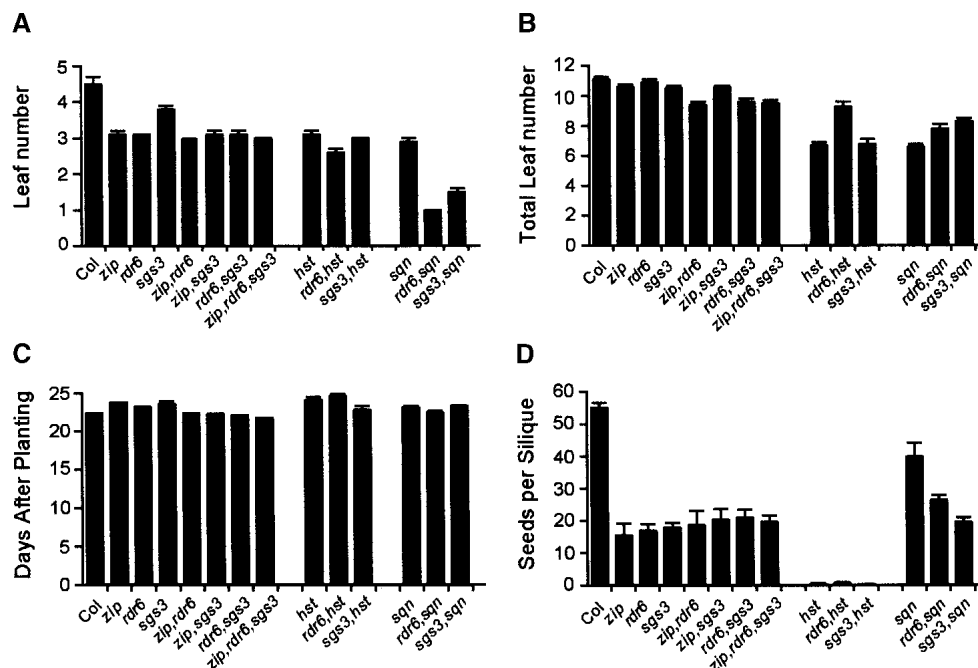 A
Leaf number
5
4
3
2
1
0
Col
zip
rdr6
sgs3
zip,rdr6
zip,sgs3
rdr6,sgs3
zip,rdr6,sgs3
hst
rdr6,hst
sgs3,hst
sqn
rdr6,sqn
sgs3,sqn
B
Total Leaf number
12
10
8
6
4
2
0
Col
zip
rdr6
sgs3
zip,rdr6
zip,sgs3
rdr6,sgs3
zip,rdr6,sgs3
hst
rdr6,hst
sgs3,hst
sqn
rdr6,sqn
sgs3,sqn
C
Days After Planting
25
20
15
10
5
0
Col
zip
rdr6
sgs3
zip,rdr6
zip,sgs3
rdr6,sgs3
zip,rdr6,sgs3
hst
rdr6,hst
sgs3,hst
sqn
rdr6,sqn
sgs3,sqn
D
Seeds per Silique
60
50
40
30
20
10
0
Col
zip
rdr6
sgs3
zip,rdr6
zip,sgs3
rdr6,sgs3
zip,rdr6,sgs3
hst
rdr6,hst
sgs3,hst
sqn
rdr6,sqn
sgs3,sqn